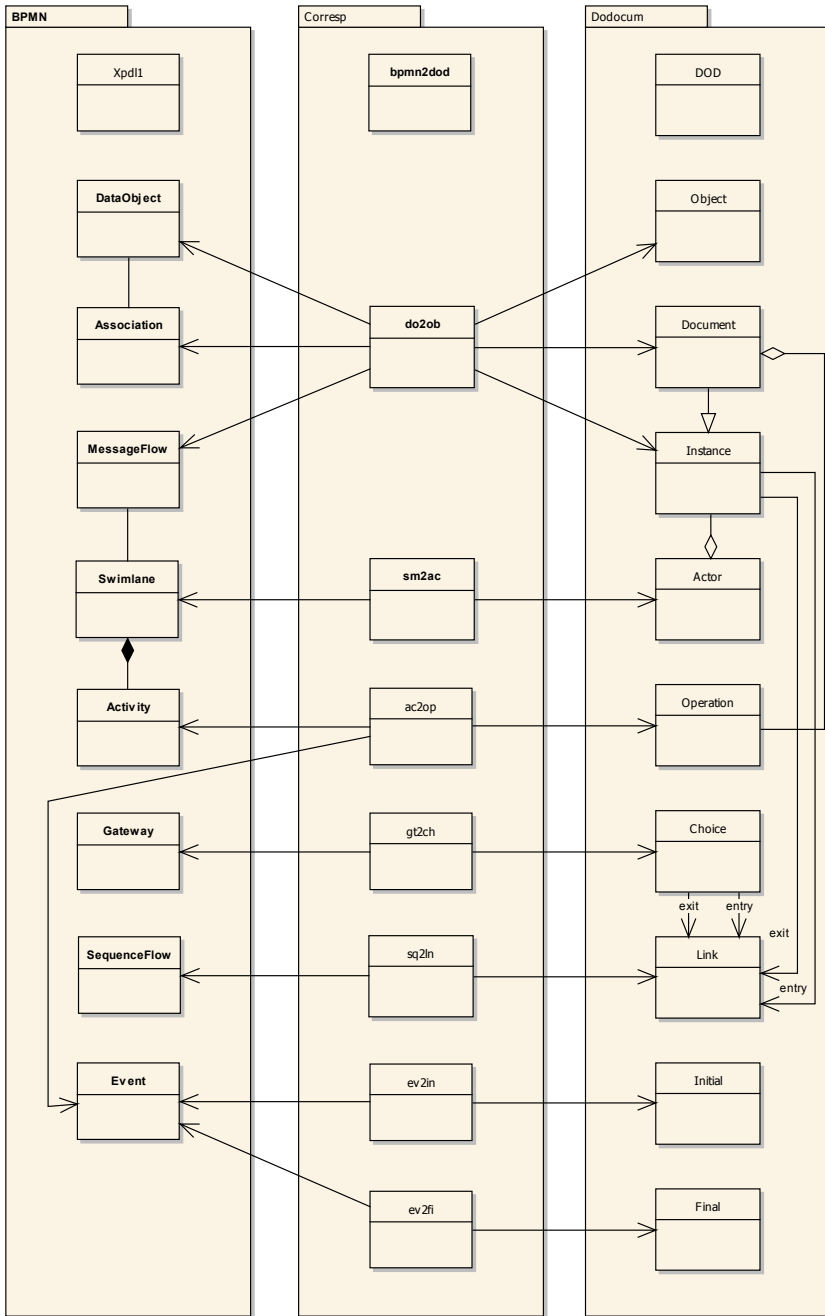 BPMN
Corresp
Dodocum
Xpdl1
bpmn2dod
DOD
DataObject
Object
Association
do2ob
Document
MessageFlow
Instance
Swimlane
sm2ac
Actor
Activity
ac2op
Operation
Gateway
gt2ch
Choice
exit
entry
exit
SequenceFlow
sq2ln
Link
entry
Event
ev2in
Initial
ev2fi
Final